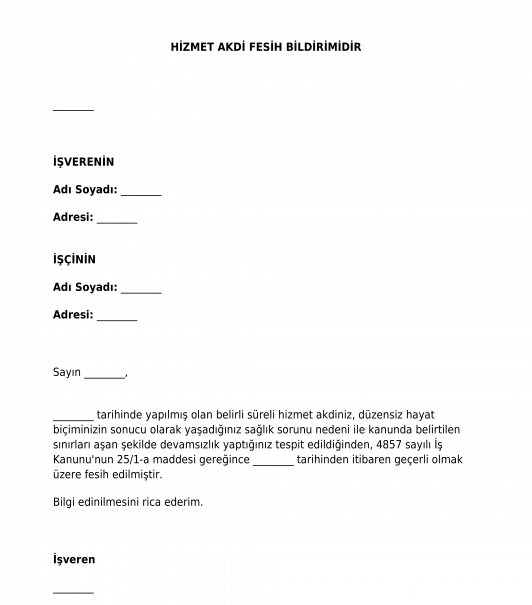 HİZMET AKDİ FESİH BİLDİRİMİDİR
________
İŞVERENİN
Adı Soyadı: ________
Adresi: ________
İŞÇİNİN
Adı Soyadı: ________
Adresi: ________
Sayın ________,
________ tarihinde yapılmış olan belirli süreli hizmet akdiniz, düzensiz hayat
biçiminizin sonucu olarak yaşadığınız sağlık sorunu nedeni ile kanunda belirtilen
sınırları aşan şekilde devamsızlık yaptığınız tespit edildiğinden, 4857 sayılı İş
Kanunu'nun 25/1-a maddesi gereğince ________ tarihinden itibaren geçerli olmak
üzere fesih edilmiştir.
Bilgi edinilmesini rica ederim.
İşveren
________